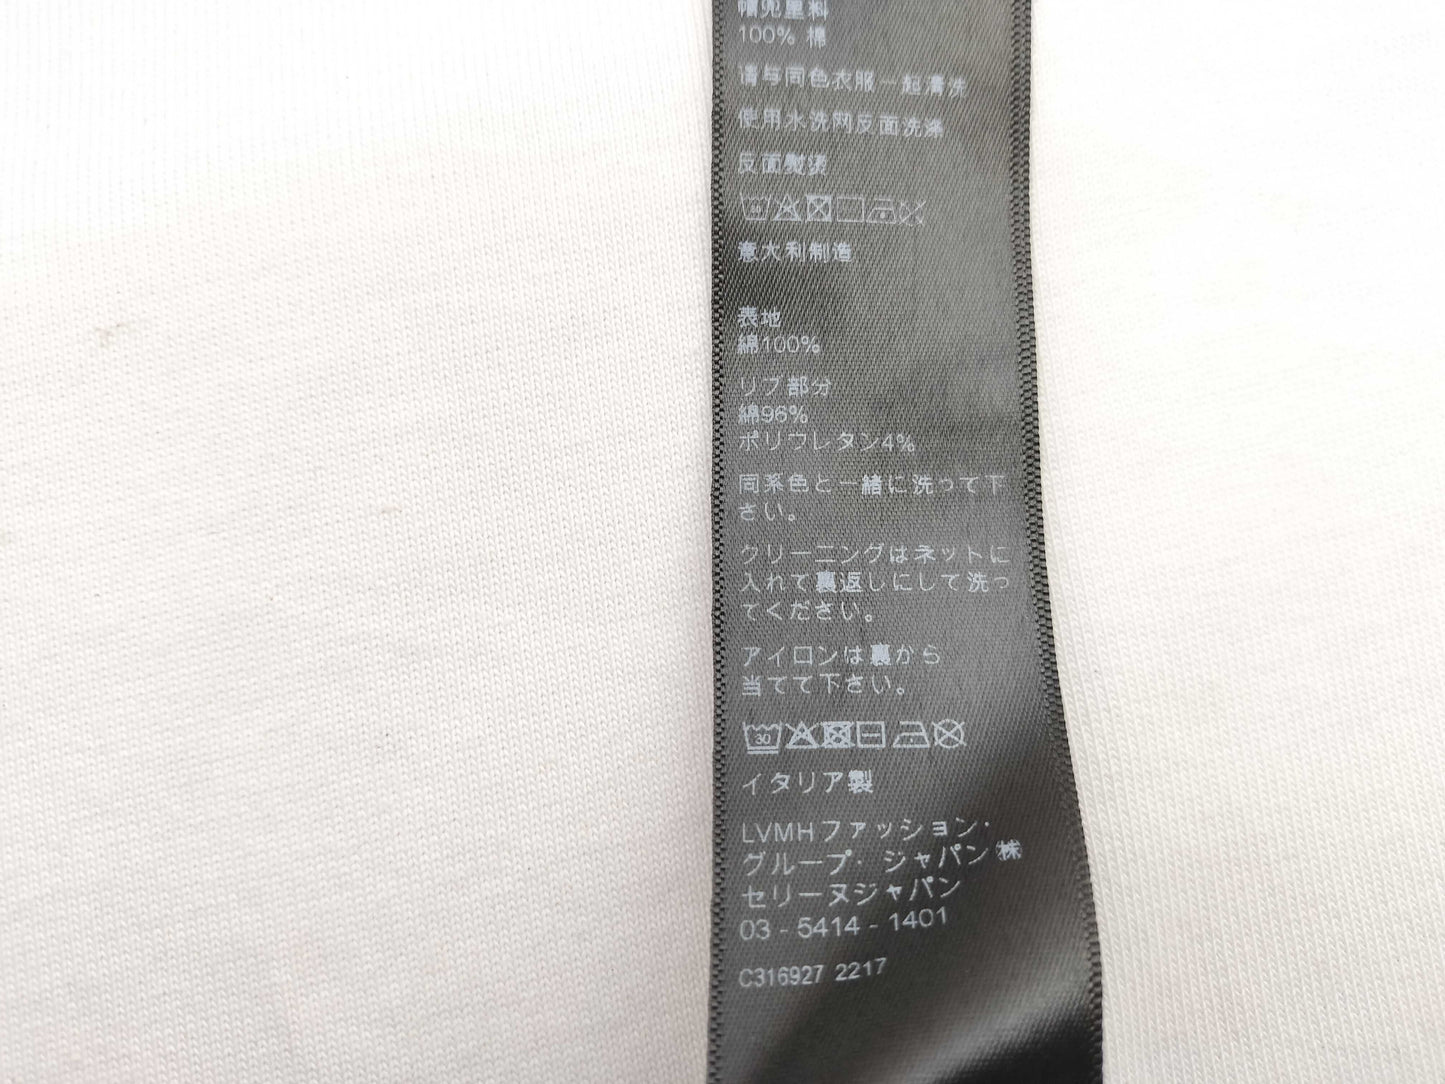 帽兜里料
100% 棉
请与同色衣服一起清洗
使用水洗网反面洗涤
反面熨烫
意大利制造
表地
綿100%
リブ部分
綿96%
ポリウレタン4%
同系色と一緒に洗って下
さい。
クリーニングはネットに
入れて裏返しにして洗っ
てください。
アイロンは裏から
当てて下さい。
30
イタリア製
LVMHファッション・
グループ・ジャパン㈱
セリーヌジャパン
03 - 5414 - 1401
C316927 2217